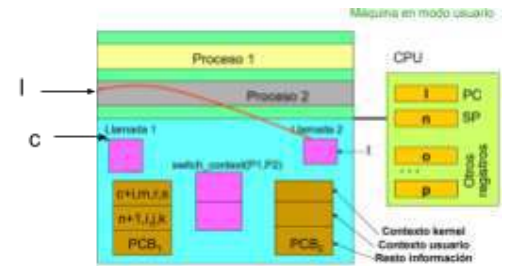 Máquina en modo usuario
Proceso 1
CPU
l
Proceso 2
l PC
n SP
c
Llamada 1
Llamada 2
t
switch_context(P1,P2)
o
...
p
Otros registros
c+i,m,r,s
n+1,i,j,k
PCB1
PCB2
Contexto kernel
Contexto usuario
Resto información